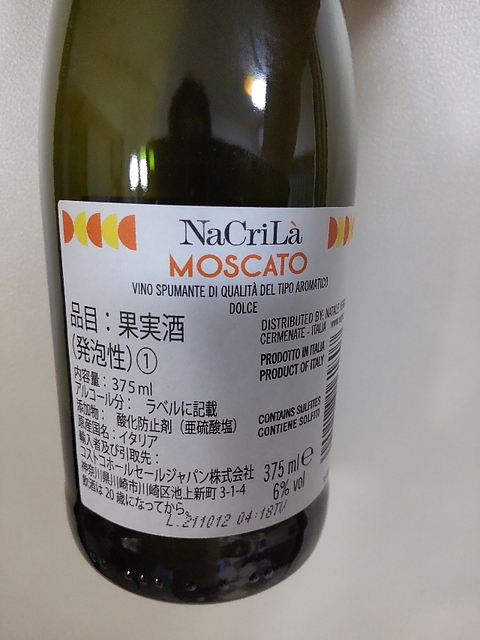 NaCriLà
MOSCATO
VINO SPUMANTE DI QUALITÀ DEL TIPO AROMATICO
DOLCE
品目：果実酒
(発泡性)①
内容量：375ml
アルコール分： ラベルに記載
添加物： 酸化防止剤（亜硫酸塩）
原産国名：イタリア
輸入者及び引取先：
コストコホールセールジャパン株式会社
神奈川県川崎市川崎区池上新町3-1-4
飲酒は20歳になってから。
DISTRIBUTED BY: NATALE
CERMENATE - ITALIA
PRODOTTO IN ITALIA
PRODUCT OF ITALY
CONTAINS SULFITES
CONTIENE SOLFITI
375 ml e
6% vol
L.211012 04:18TV